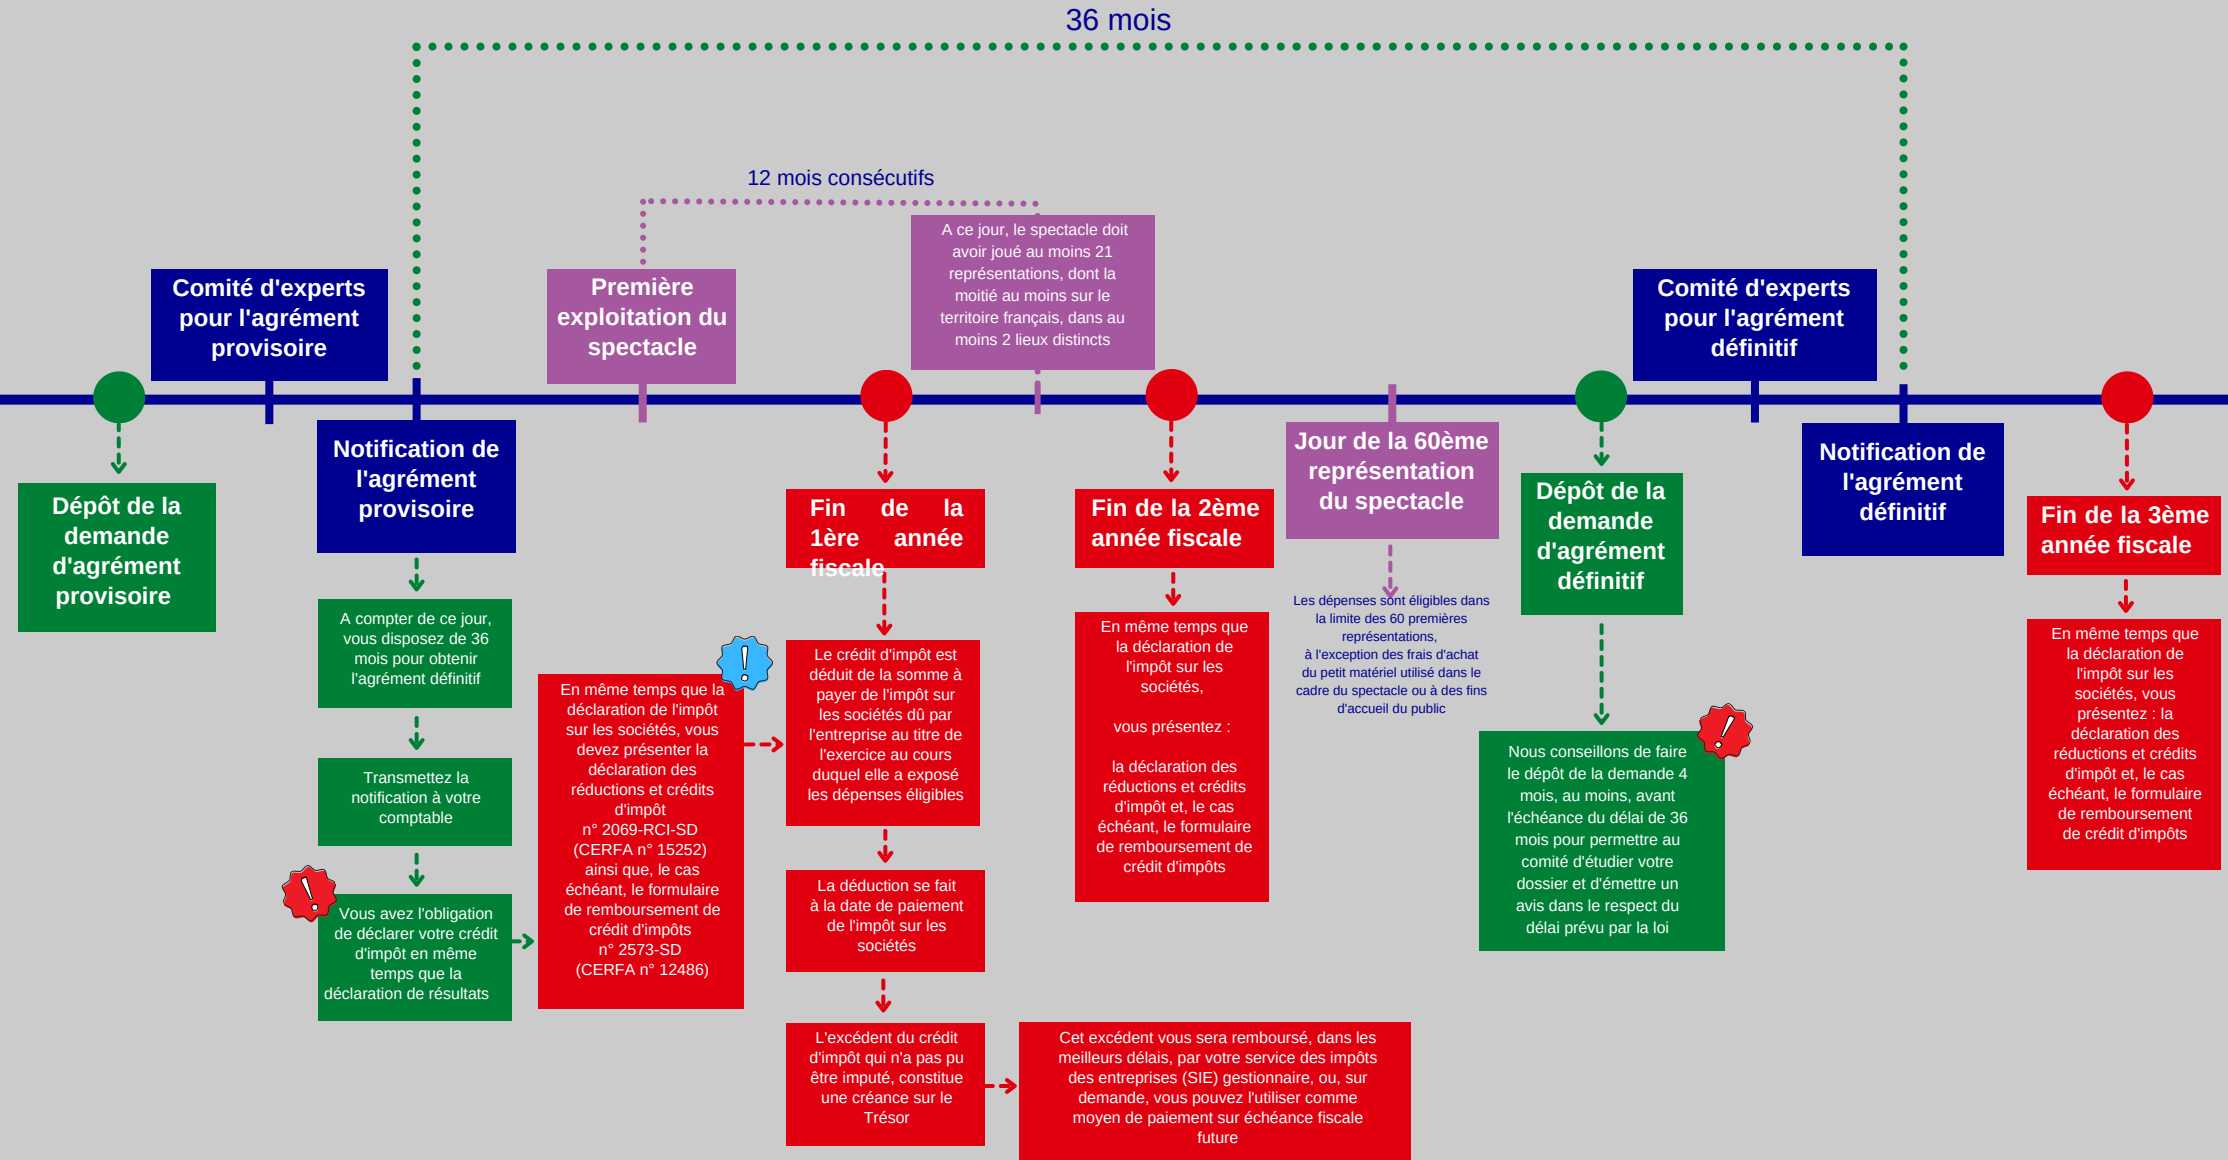 36 mois
12 mois consécutifs
A ce jour, le spectacle doit
avoir joué au moins 21
représentations, dont la
moitié au moins sur le
territoire français, dans au
moins 2 lieux distincts
Comité d'experts
pour l'agrément
provisoire
Première
exploitation du
spectacle
Comité d'experts
pour l'agrément
définitif
Dépôt de la
demande
d'agrément
provisoire
Notification de
l'agrément
provisoire
A compter de ce jour,
vous disposez de 36
mois pour obtenir
l'agrément définitif
Transmettez la
notification à votre
comptable
Vous avez l'obligation
de déclarer votre crédit
d'impôt en même
temps que la
déclaration de résultats
En même temps que la
déclaration de l'impôt
sur les sociétés, vous
devez présenter la
déclaration des
réductions et crédits
d'impôt
n° 2069-RCI-SD
(CERFA n° 15252)
ainsi que, le cas
échéant, le formulaire
de remboursement de
crédit d'impôts
n° 2573-SD
(CERFA n° 12486)
Fin de la
1ère année
fiscale
Le crédit d'impôt est
déduit de la somme à
payer de l'impôt sur
les sociétés dû par
l'entreprise au titre de
l'exercice au cours
duquel elle a exposé
les dépenses éligibles
La déduction se fait
à la date de paiement
de l'impôt sur les
sociétés
L'excédent du crédit
d'impôt qui n'a pas pu
être imputé, constitue
une créance sur le
Trésor
Cet excédent vous sera remboursé, dans les
meilleurs délais, par votre service des impôts
des entreprises (SIE) gestionnaire, ou, sur
demande, vous pouvez l'utiliser comme
moyen de paiement sur échéance fiscale
future
Fin de la 2ème
année fiscale
En même temps que
la déclaration de
l'impôt sur les
sociétés,
vous présentez :
la déclaration des
réductions et crédits
d'impôt et, le cas
échéant, le formulaire
de remboursement de
crédit d'impôts
Jour de la 60ème
représentation
du spectacle
Les dépenses sont éligibles dans
la limite des 60 premières
représentations,
à l'exception des frais d'achat
du petit matériel utilisé dans le
cadre du spectacle ou à des fins
d'accueil du public
Dépôt de la
demande
d'agrément
définitif
Nous conseillons de faire
le dépôt de la demande 4
mois, au moins, avant
l'échéance du délai de 36
mois pour permettre au
comité d'étudier votre
dossier et d'émettre un
avis dans le respect du
délai prévu par la loi
Notification de
l'agrément
définitif
Fin de la 3ème
année fiscale
En même temps que
la déclaration de
l'impôt sur les
sociétés, vous
présentez : la
déclaration des
réductions et crédits
d'impôt et, le cas
échéant, le formulaire
de remboursement
de crédit d'impôts